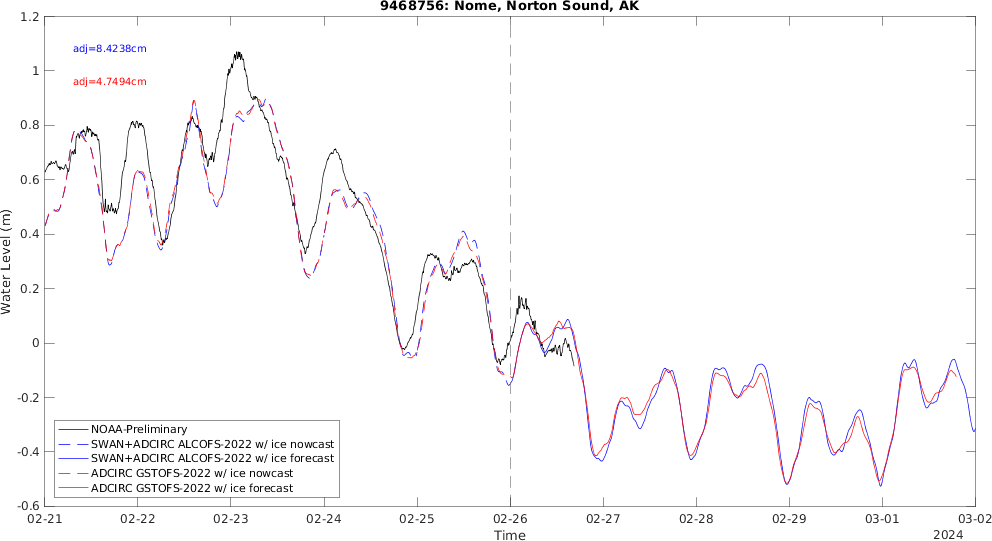 9468756: Nome, Norton Sound, AK
1.2
1
0.8
0.6
0.4
0.2
0
-0.2
-0.4
-0.6
Water Level (m)
adj=8.4238cm
adj=4.7494cm
NOAA-Preliminary
SWAN+ADCIRC ALCOFS-2022 w/ ice nowcast
SWAN+ADCIRC ALCOFS-2022 w/ ice forecast
ADCIRC GSTOFS-2022 w/ ice nowcast
ADCIRC GSTOFS-2022 w/ ice forecast
02-21 02-22 02-23 02-24 02-25 02-26 02-27 02-28 02-29 03-01 03-02
Time 2024